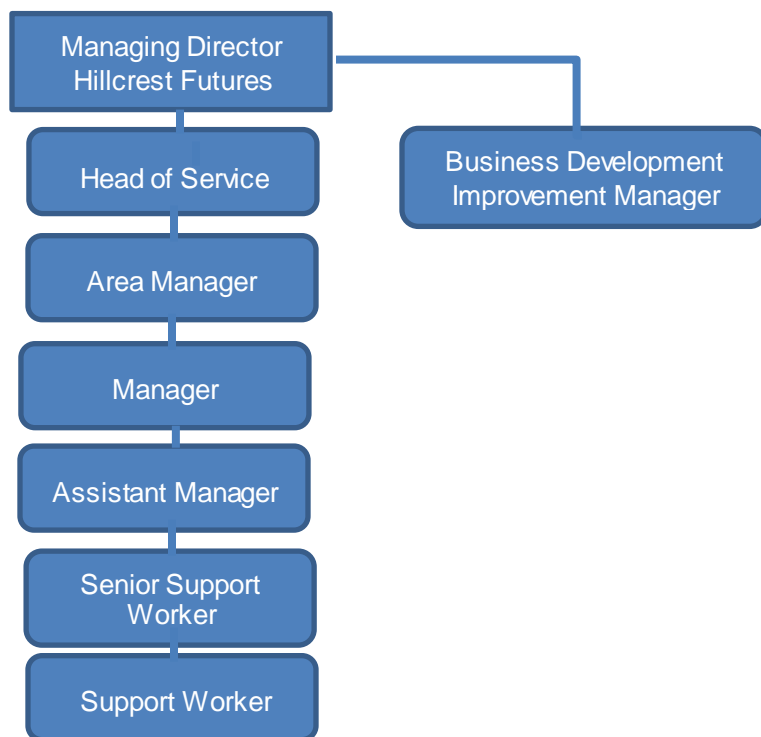 Managing Director
Hillcrest Futures
Head of Service
Business Development
Improvement Manager
Area Manager
Manager
Assistant Manager
Senior Support
Worker
Support Worker